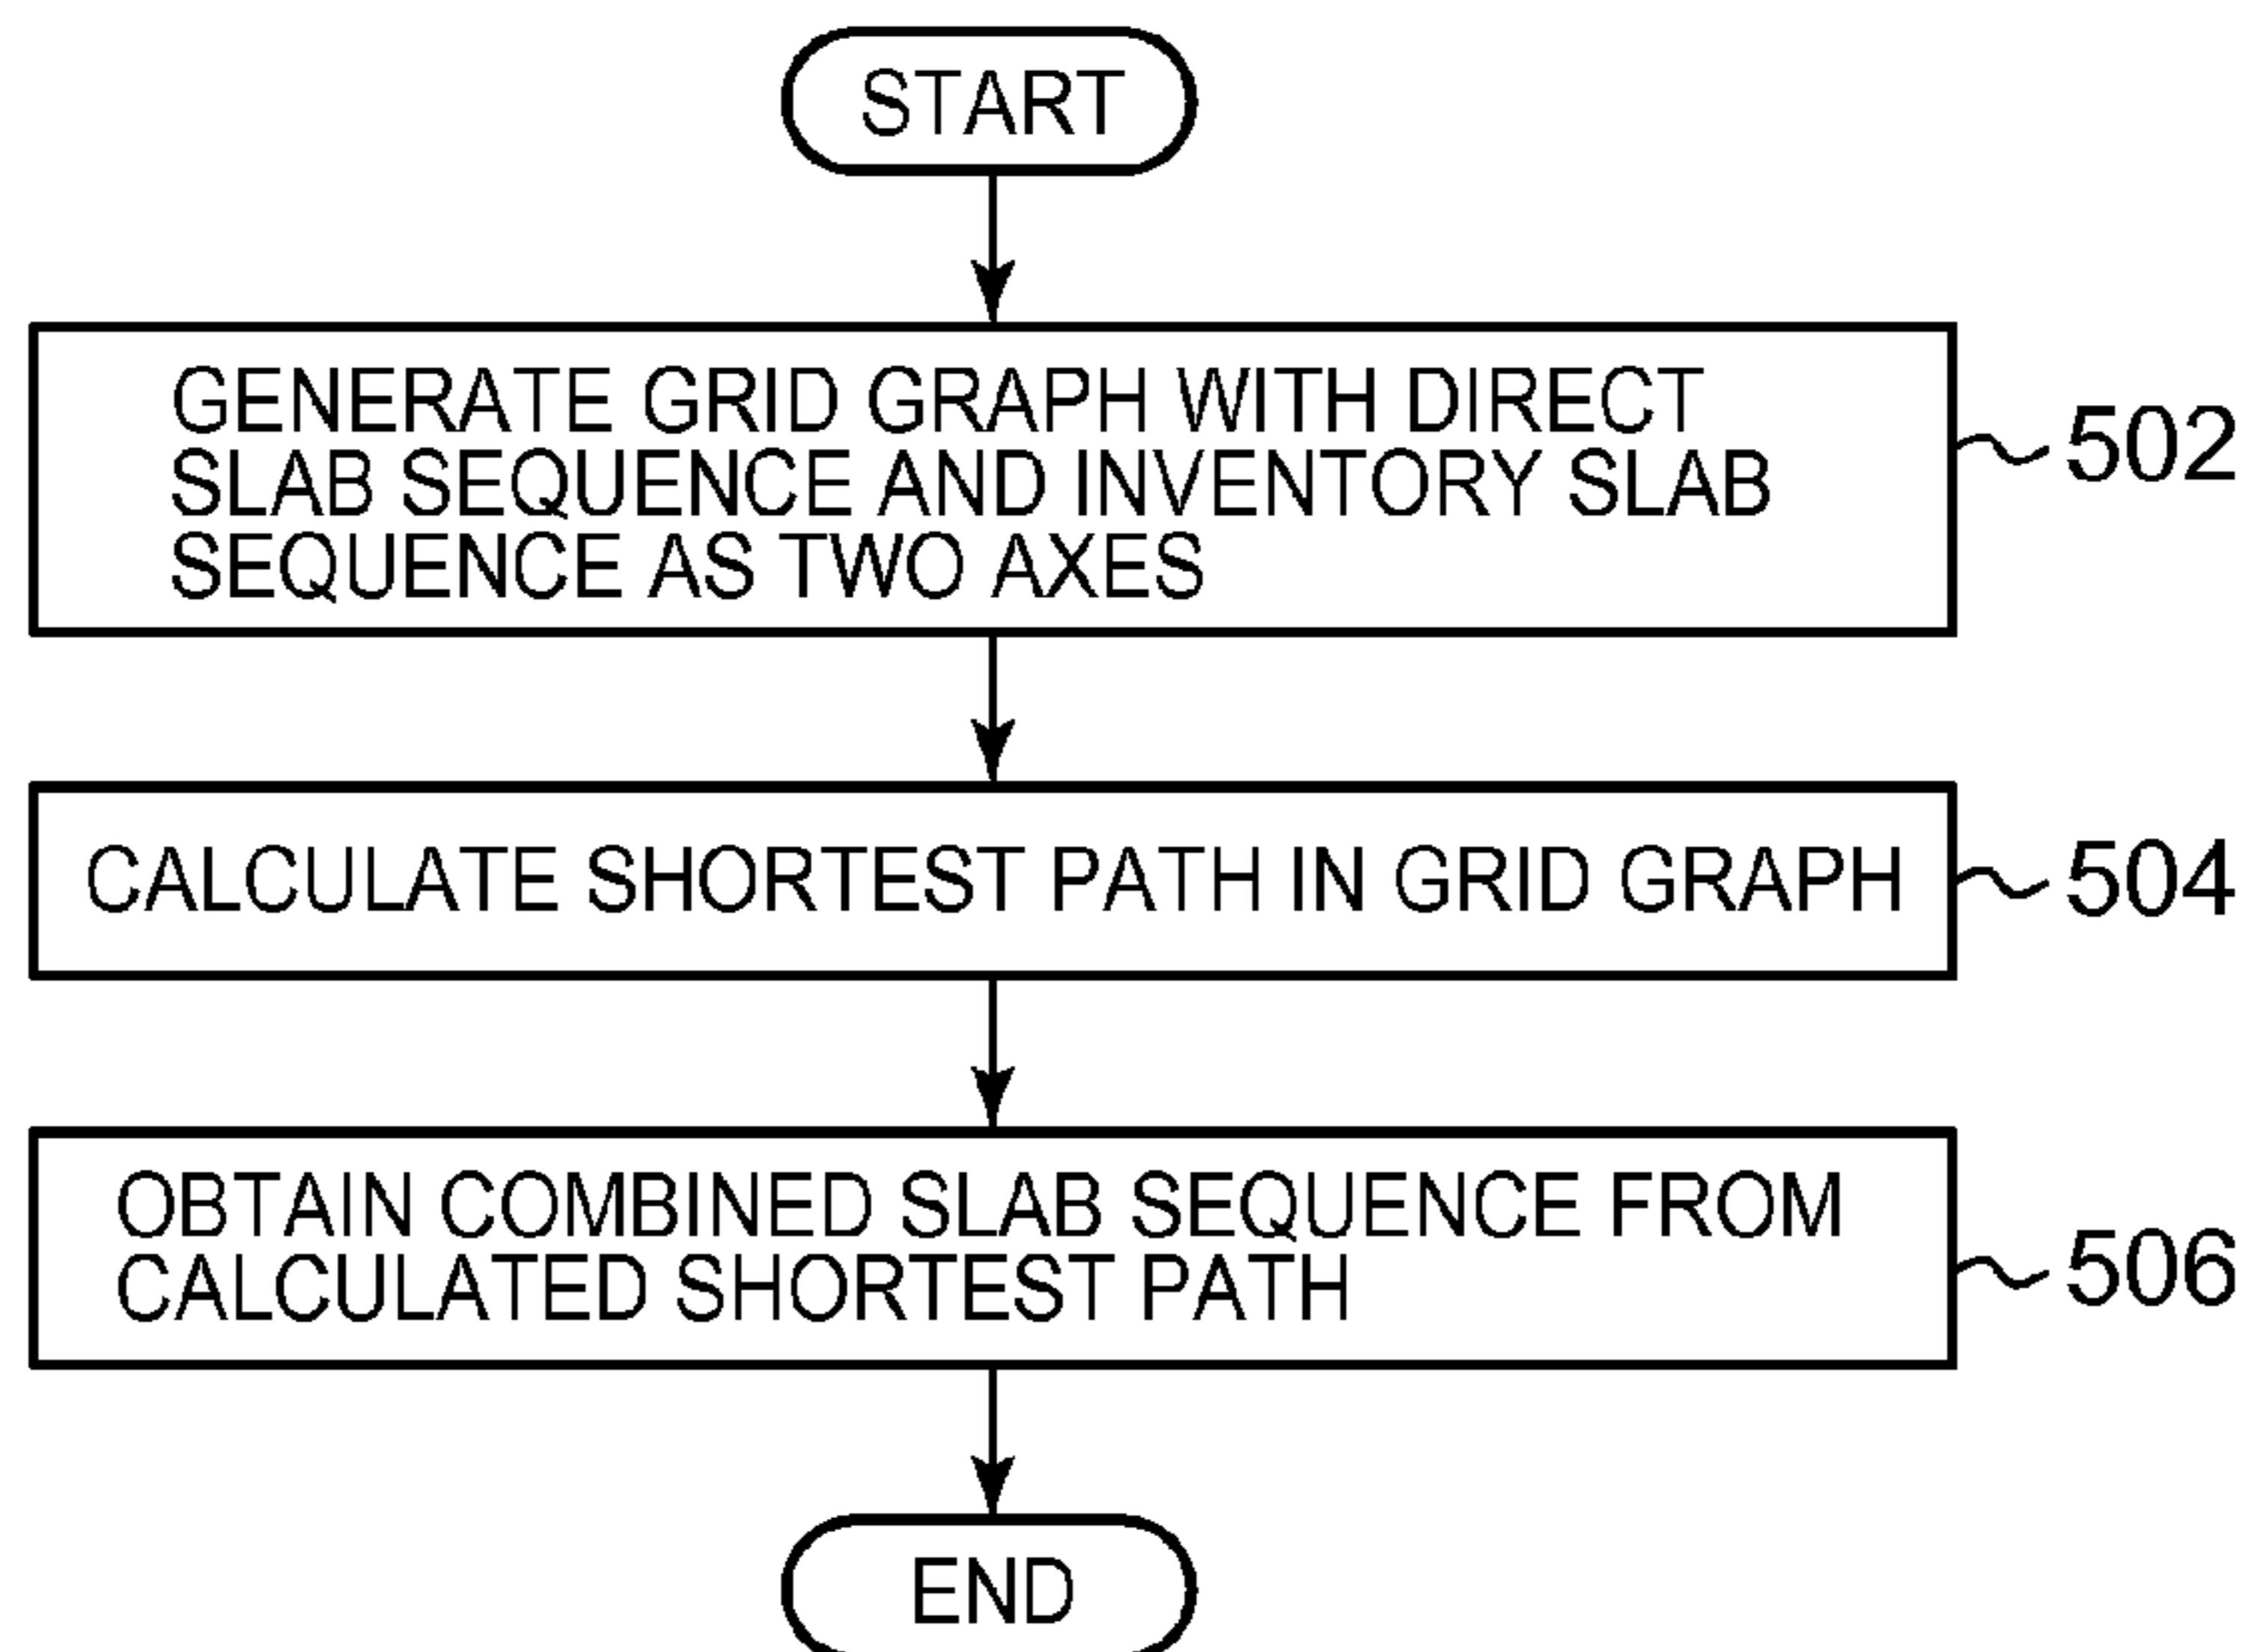 START
GENERATE GRID GRAPH WITH DIRECT
SLAB SEQUENCE AND INVENTORY SLAB
SEQUENCE AS TWO AXES
502
CALCULATE SHORTEST PATH IN GRID GRAPH
504
OBTAIN COMBINED SLAB SEQUENCE FROM
CALCULATED SHORTEST PATH
506
END